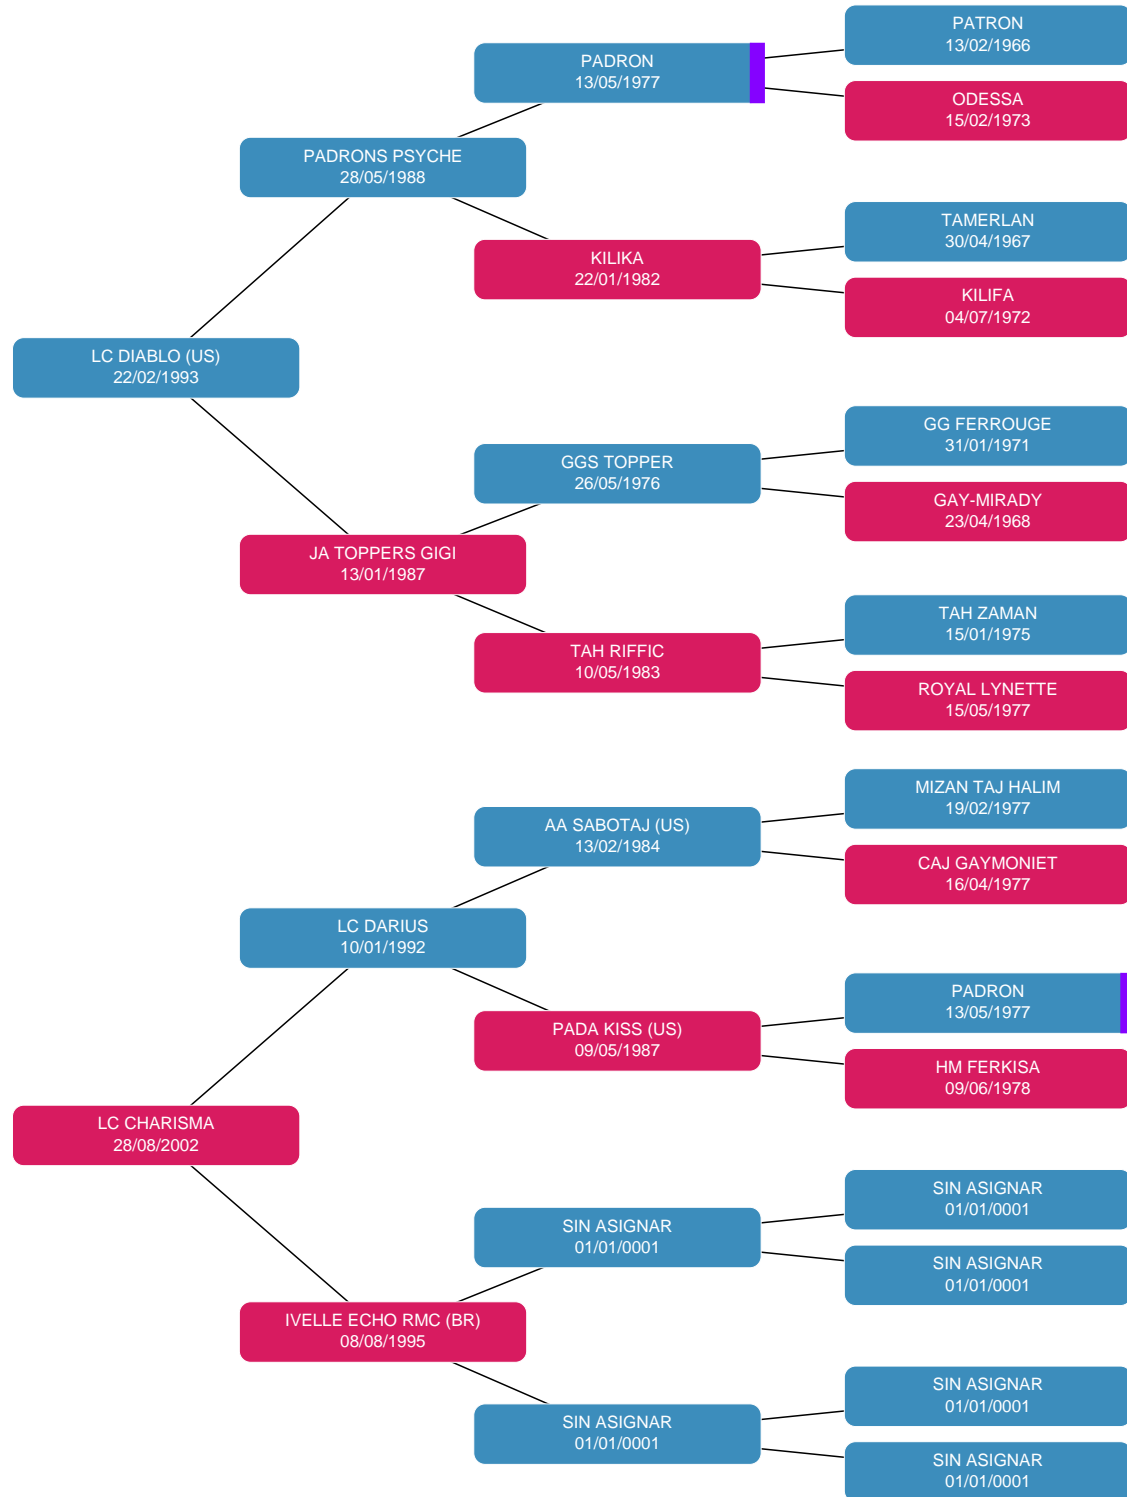 PATRON
13/02/1966
PADRON
13/05/1977
ODESSA
15/02/1973
PADRONS PSYCHE
28/05/1988
TAMERLAN
30/04/1967
KILIKA
22/01/1982
KILIFA
04/07/1972
LC DIABLO (US)
22/02/1993
GG FERROUGE
31/01/1971
GGS TOPPER
26/05/1976
GAY-MIRADY
23/04/1968
JA TOPPERS GIGI
13/01/1987
TAH ZAMAN
15/01/1975
TAH RIFFIC
10/05/1983
ROYAL LYNETTE
15/05/1977
MIZAN TAJ HALIM
19/02/1977
AA SABOTAJ (US)
13/02/1984
CAJ GAYMONIET
16/04/1977
LC DARIUS
10/01/1992
PADRON
13/05/1977
PADA KISS (US)
09/05/1987
HM FERKISA
09/06/1978
LC CHARISMA
28/08/2002
SIN ASIGNAR
01/01/0001
SIN ASIGNAR
01/01/0001
SIN ASIGNAR
01/01/0001
IVELLE ECHO RMC (BR)
08/08/1995
SIN ASIGNAR
01/01/0001
SIN ASIGNAR
01/01/0001
SIN ASIGNAR
01/01/0001